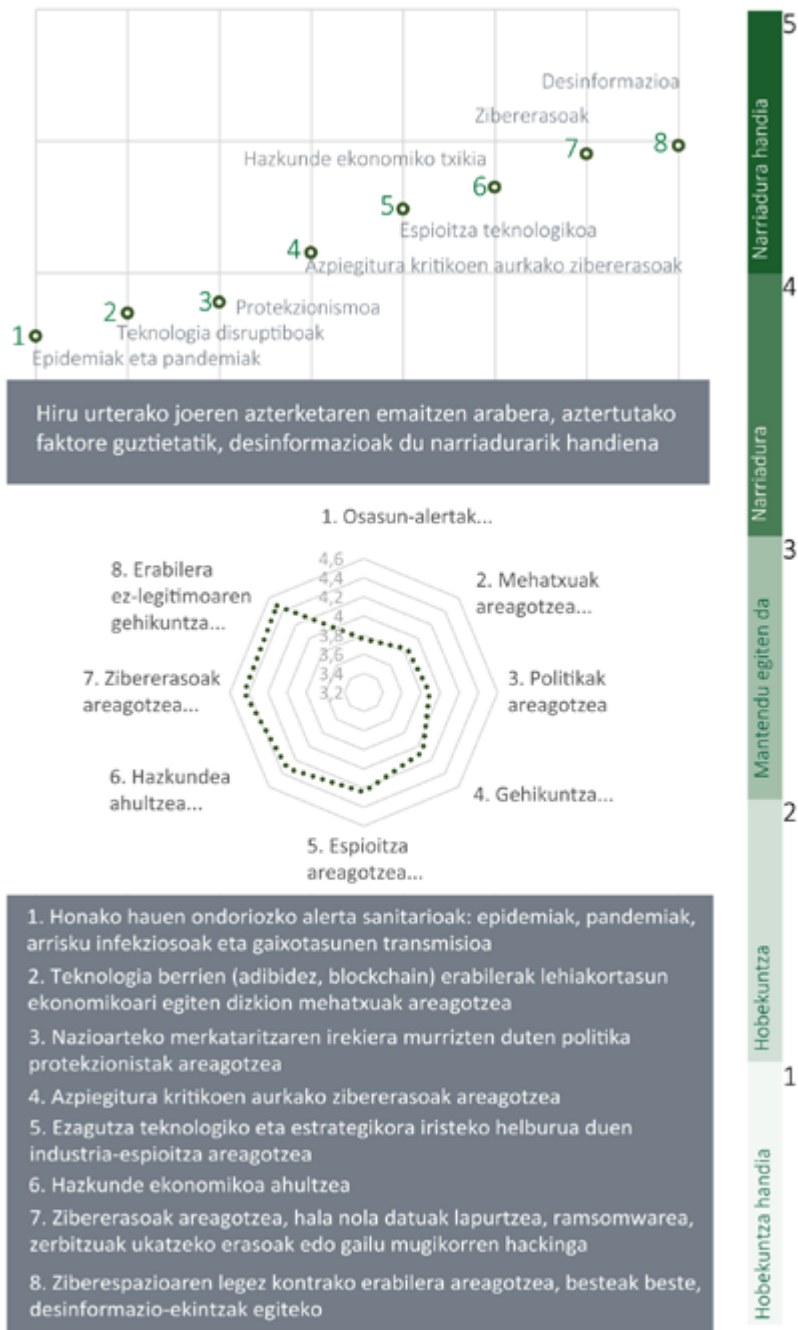 Desinformazioa
Zibererasoak
8
7
Hazkunde ekonomiko txikia
6
5
Espioitza teknologikoa
4
Azpiegitura kritikoen aurkako zibererasoak
3
Protekzionismoa
2
Teknologia disruptiboak
1
Epidemiak eta pandemiak
Hiru urterako joeren azterketaren emaitzen arabera, aztertutako
faktore guztietatik, desinformazioak du narriadurarik handiena
1. Osasun-alertak...
2. Mehatxuak
areagotzea...
3. Politikak
areagotzea
4. Gehikuntza...
5. Espioitza
areagotzea...
6. Hazkundea
ahultzea...
7. Zibererasoak
areagotzea...
8. Erabilera
ez-legitimoaren
gehikuntza...
4,6
4,4
4,2
4
3,8
3,6
3,4
3,2
1. Honako hauen ondoriozko alerta sanitarioak: epidemiak, pandemiak,
arrisku infekziosoak eta gaixotasunen transmisioa
2. Teknologia berrien (adibidez, blockchain) erabilerak lehiakortasun
ekonomikoari egiten dizkion mehatxuak areagotzea
3. Nazioarteko merkataritzaren irekiera murrizten duten politika
protekzionistak areagotzea
4. Azpiegitura kritikoen aurkako zibererasoak areagotzea
5. Ezagutza teknologiko eta estrategikora iristeko helburua duen
industria-espioitza areagotzea
6. Hazkunde ekonomikoa ahultzea
7. Zibererasoak areagotzea, hala nola datuak lapurtzea, ramsomwarea,
zerbitzuak ukatzeko erasoak edo gailu mugikorren hackinga
8. Ziberespazioaren legez kontrako erabilera areagotzea, besteak beste,
desinformazio-ekintzak egiteko
5
Narriadura handia
4
Narriadura
3
Mantendu egiten da
2
Hobekuntza
1
Hobekuntza handia